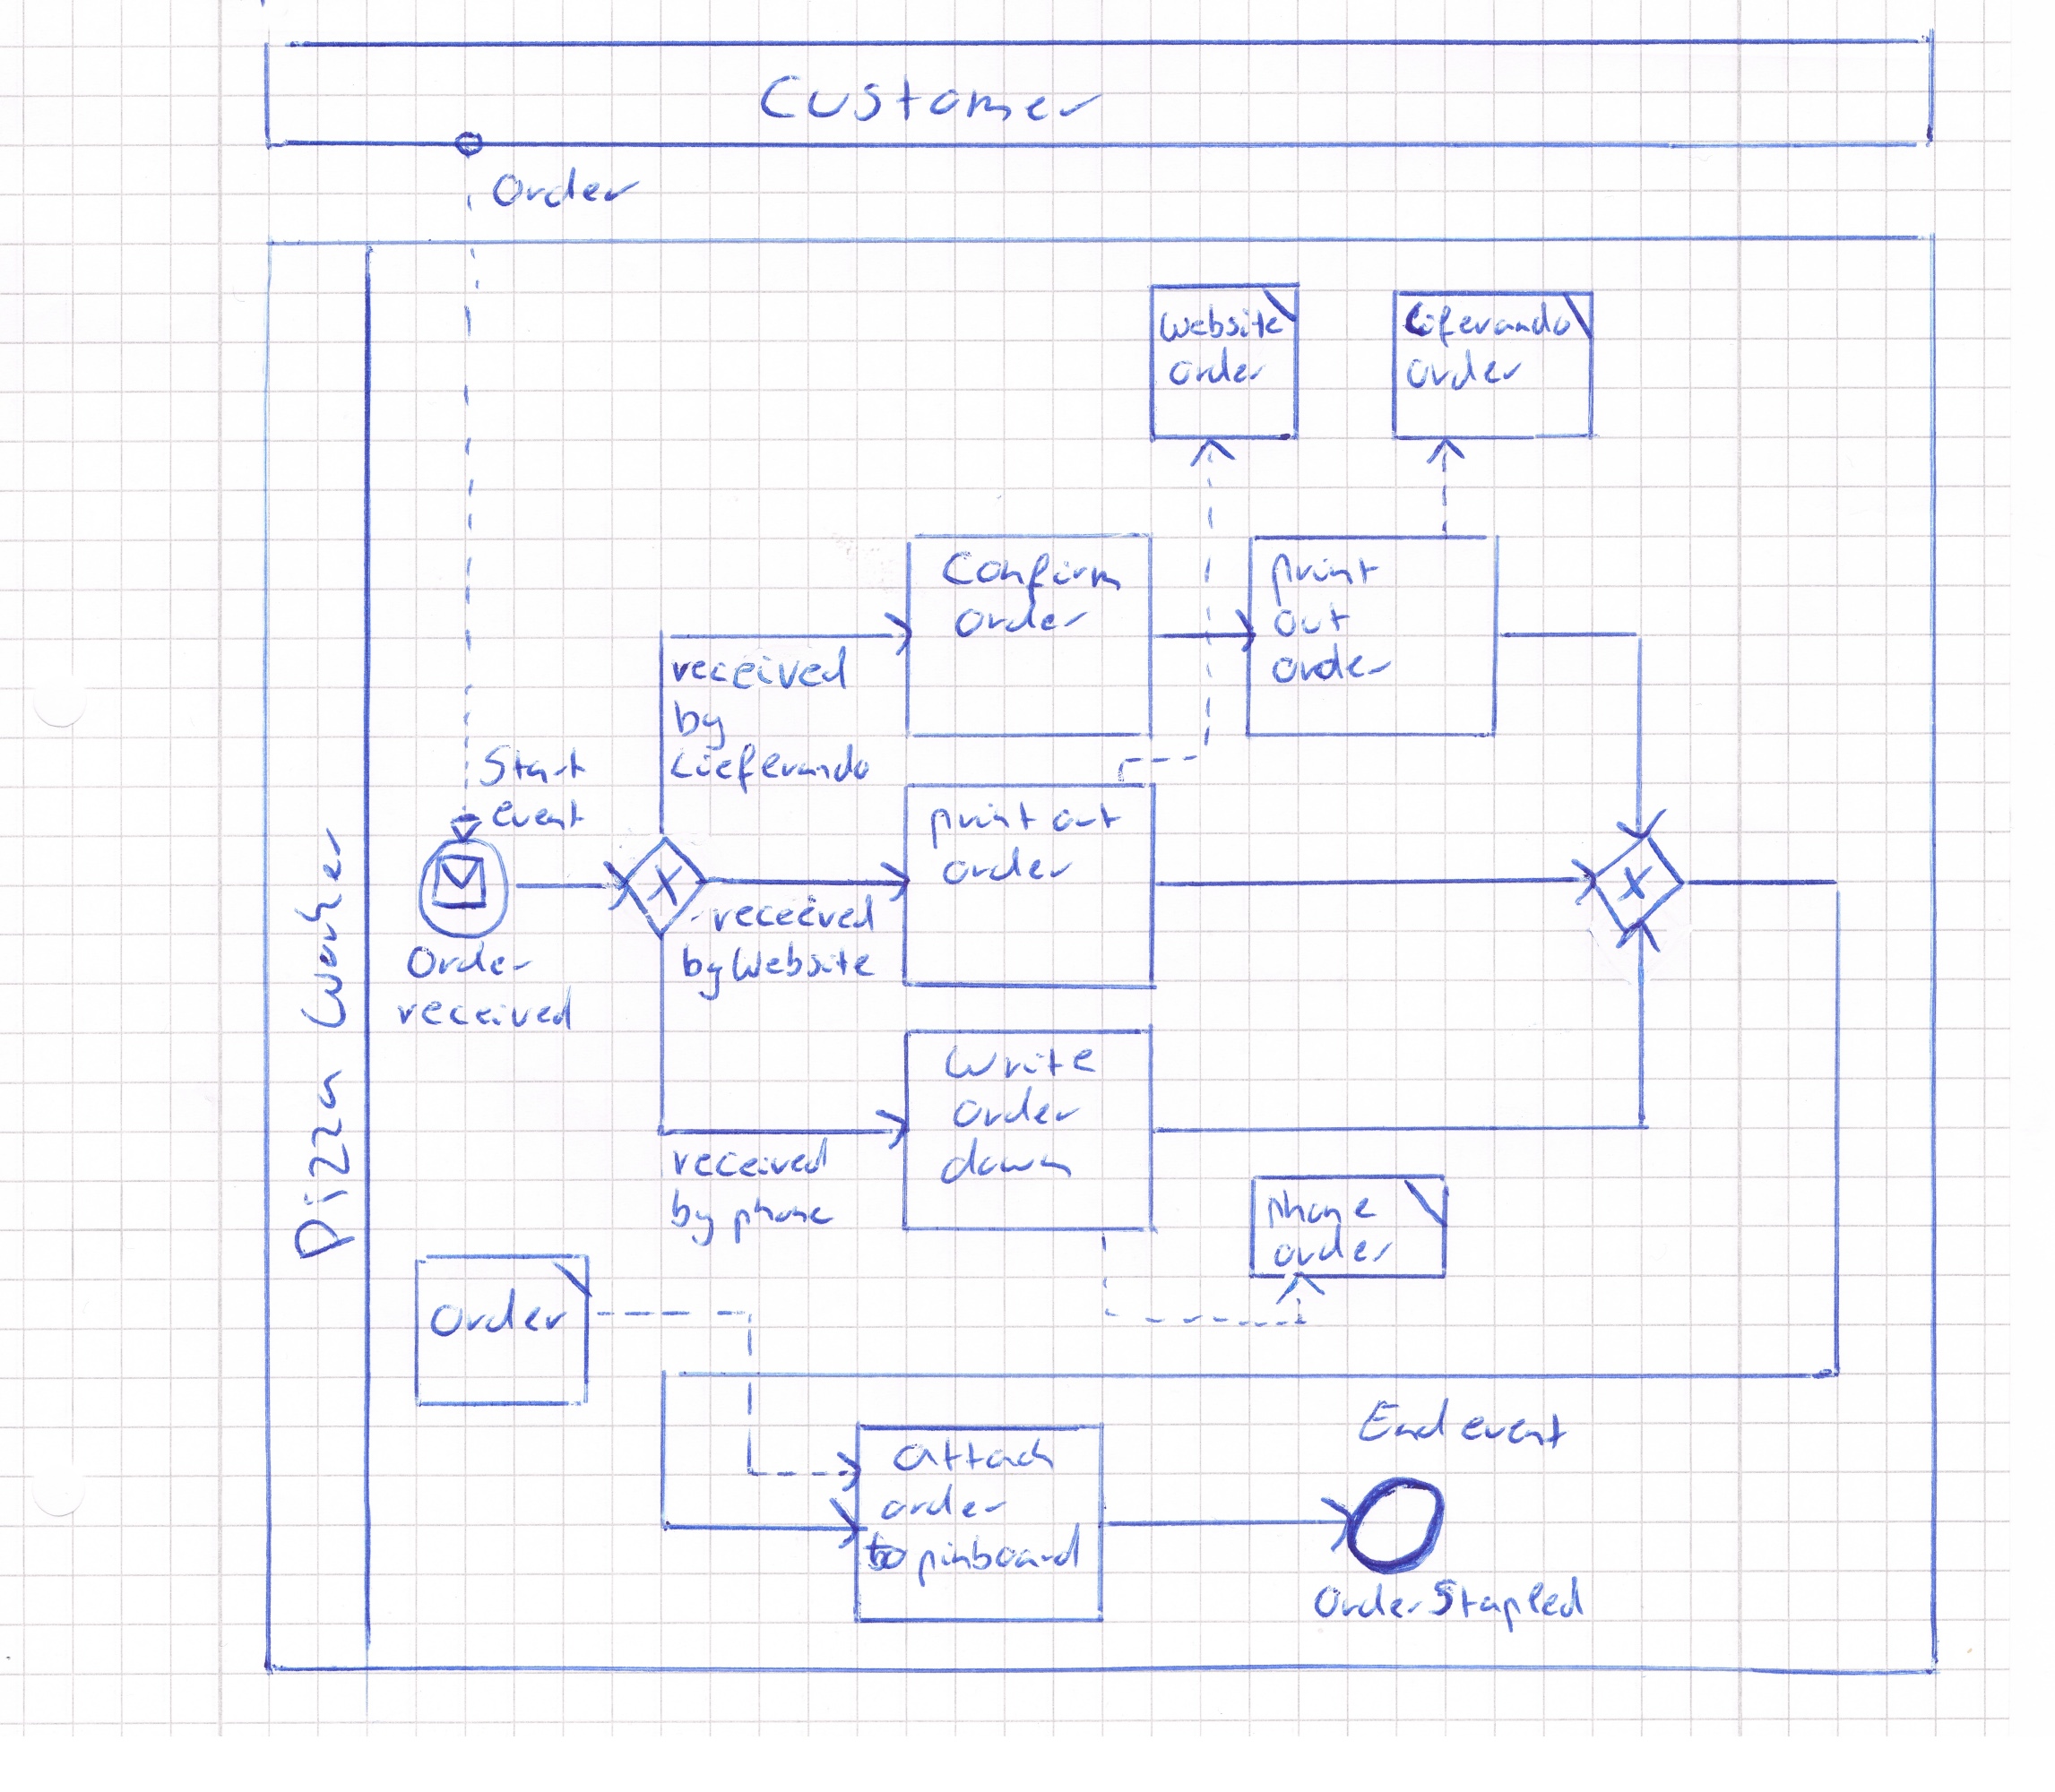 Customer
Order
Website
order
Lieferando
order
Confirm
order
print
out
order
received
by
Lieferando
Start
event
print out
order
Order
received
received
by Website
Pizza Worker
Write
order
down
received
by phone
phone
order
Order
End event
attach
order
to pinboard
Order Stapled